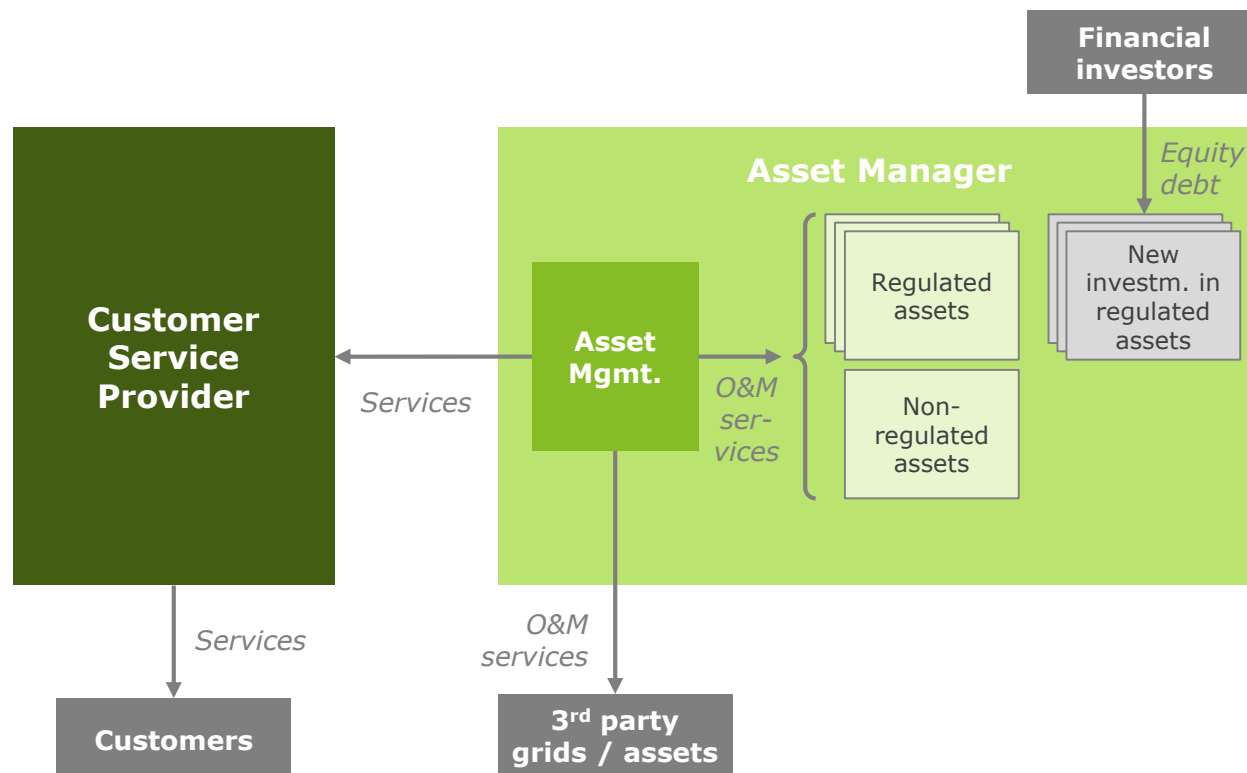 Financial
investors
Equity
debt
Asset Manager
Regulated
assets
New
investm. in
regulated
assets
Customer
Service
Provider
Asset
Mgmt.
Services
O&M
ser-
vices
Non-
regulated
assets
Services
O&M
services
Customers
3rd party
grids / assets